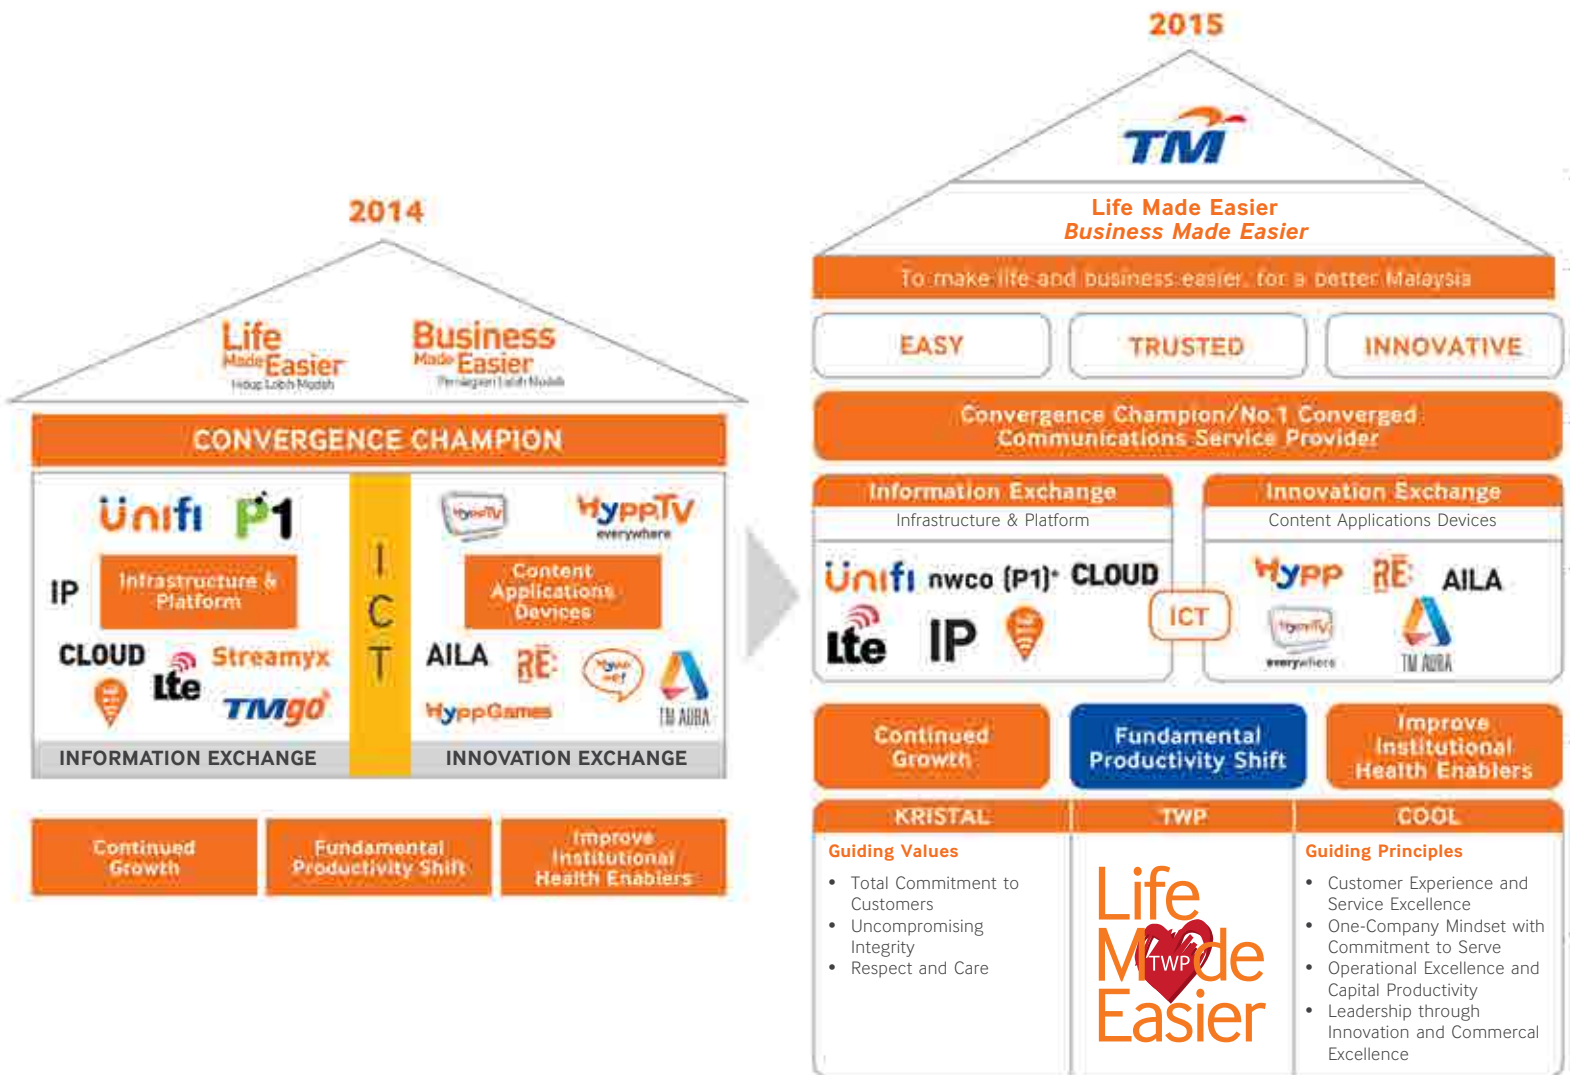 2014
Life
Made Easier
Hidup Lebih Mudah
Business
Made Easier
Perniagaan Lebih Mudah
CONVERGENCE CHAMPION
Unifi
P1
IP
Infrastructure &
Platform
CLOUD
Lte
Streamyx
TMgo
INFORMATION EXCHANGE
ICT
HyppTV
HyppTV
everywhere
Content
Applications
Devices
AILA
RE:
HyppGames
TM AURA
INNOVATION EXCHANGE
Continued
Growth
Fundamental
Productivity Shift
Improve
Institutional
Health Enablers
2015
TM
Life Made Easier
Business Made Easier
To make life and business easier, for a better Malaysia
EASY
TRUSTED
INNOVATIVE
Convergence Champion/No.1 Converged
Communications Service Provider
Information Exchange
Infrastructure & Platform
Unifi
nwco (P1)*
CLOUD
Lte
IP
ICT
Innovation Exchange
Content Applications Devices
Hypp
RE:
AILA
HyppTV
everywhere
TM AURA
Continued
Growth
Fundamental
Productivity Shift
Improve
Institutional
Health Enablers
KRISTAL
Guiding Values
• Total Commitment to
Customers
• Uncompromising
Integrity
• Respect and Care
TWP
Life
Made
TWP
Easier
COOL
Guiding Principles
• Customer Experience and
Service Excellence
• One-Company Mindset with
Commitment to Serve
• Operational Excellence and
Capital Productivity
• Leadership through
Innovation and Commercal
Excellence